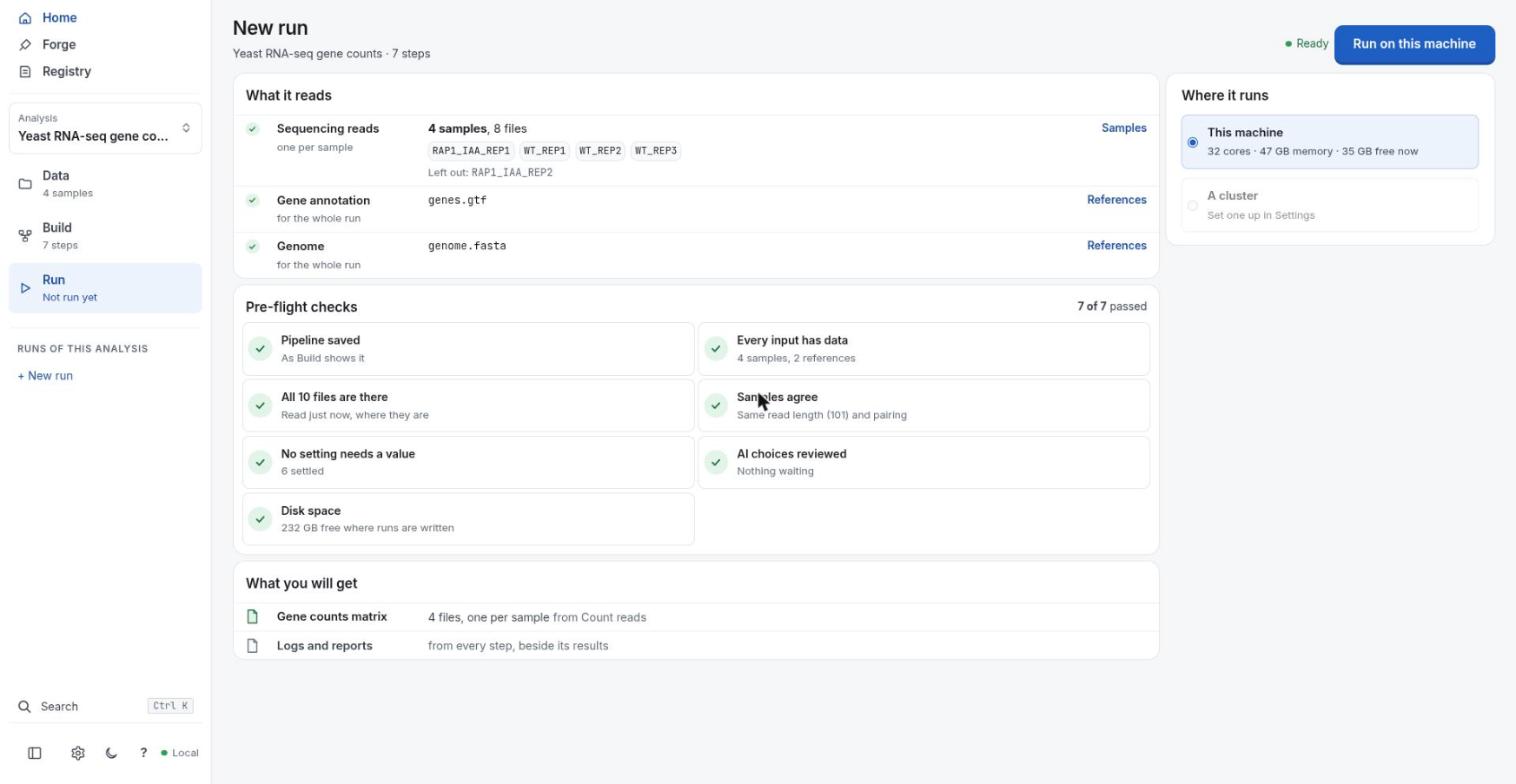 Home
Forge
Registry
Analysis
Yeast RNA-seq gene co...
Data
4 samples
Build
7 steps
Run
Not run yet
RUNS OF THIS ANALYSIS
+ New run
Search
Ctrl K
?
Local
New run
Yeast RNA-seq gene counts · 7 steps
Ready
Run on this machine
What it reads
Sequencing reads
one per sample
4 samples, 8 files
RAP1_IAA_REP1 WT_REP1 WT_REP2 WT_REP3
Left out: RAP1_IAA_REP2
Samples
Gene annotation
for the whole run
genes.gtf
References
Genome
for the whole run
genome.fasta
References
Pre-flight checks
7 of 7 passed
Pipeline saved
As Build shows it
Every input has data
4 samples, 2 references
All 10 files are there
Read just now, where they are
Samples agree
Same read length (101) and pairing
No setting needs a value
6 settled
AI choices reviewed
Nothing waiting
Disk space
232 GB free where runs are written
What you will get
Gene counts matrix
4 files, one per sample from Count reads
Logs and reports
from every step, beside its results
Where it runs
This machine
32 cores · 47 GB memory · 35 GB free now
A cluster
Set one up in Settings